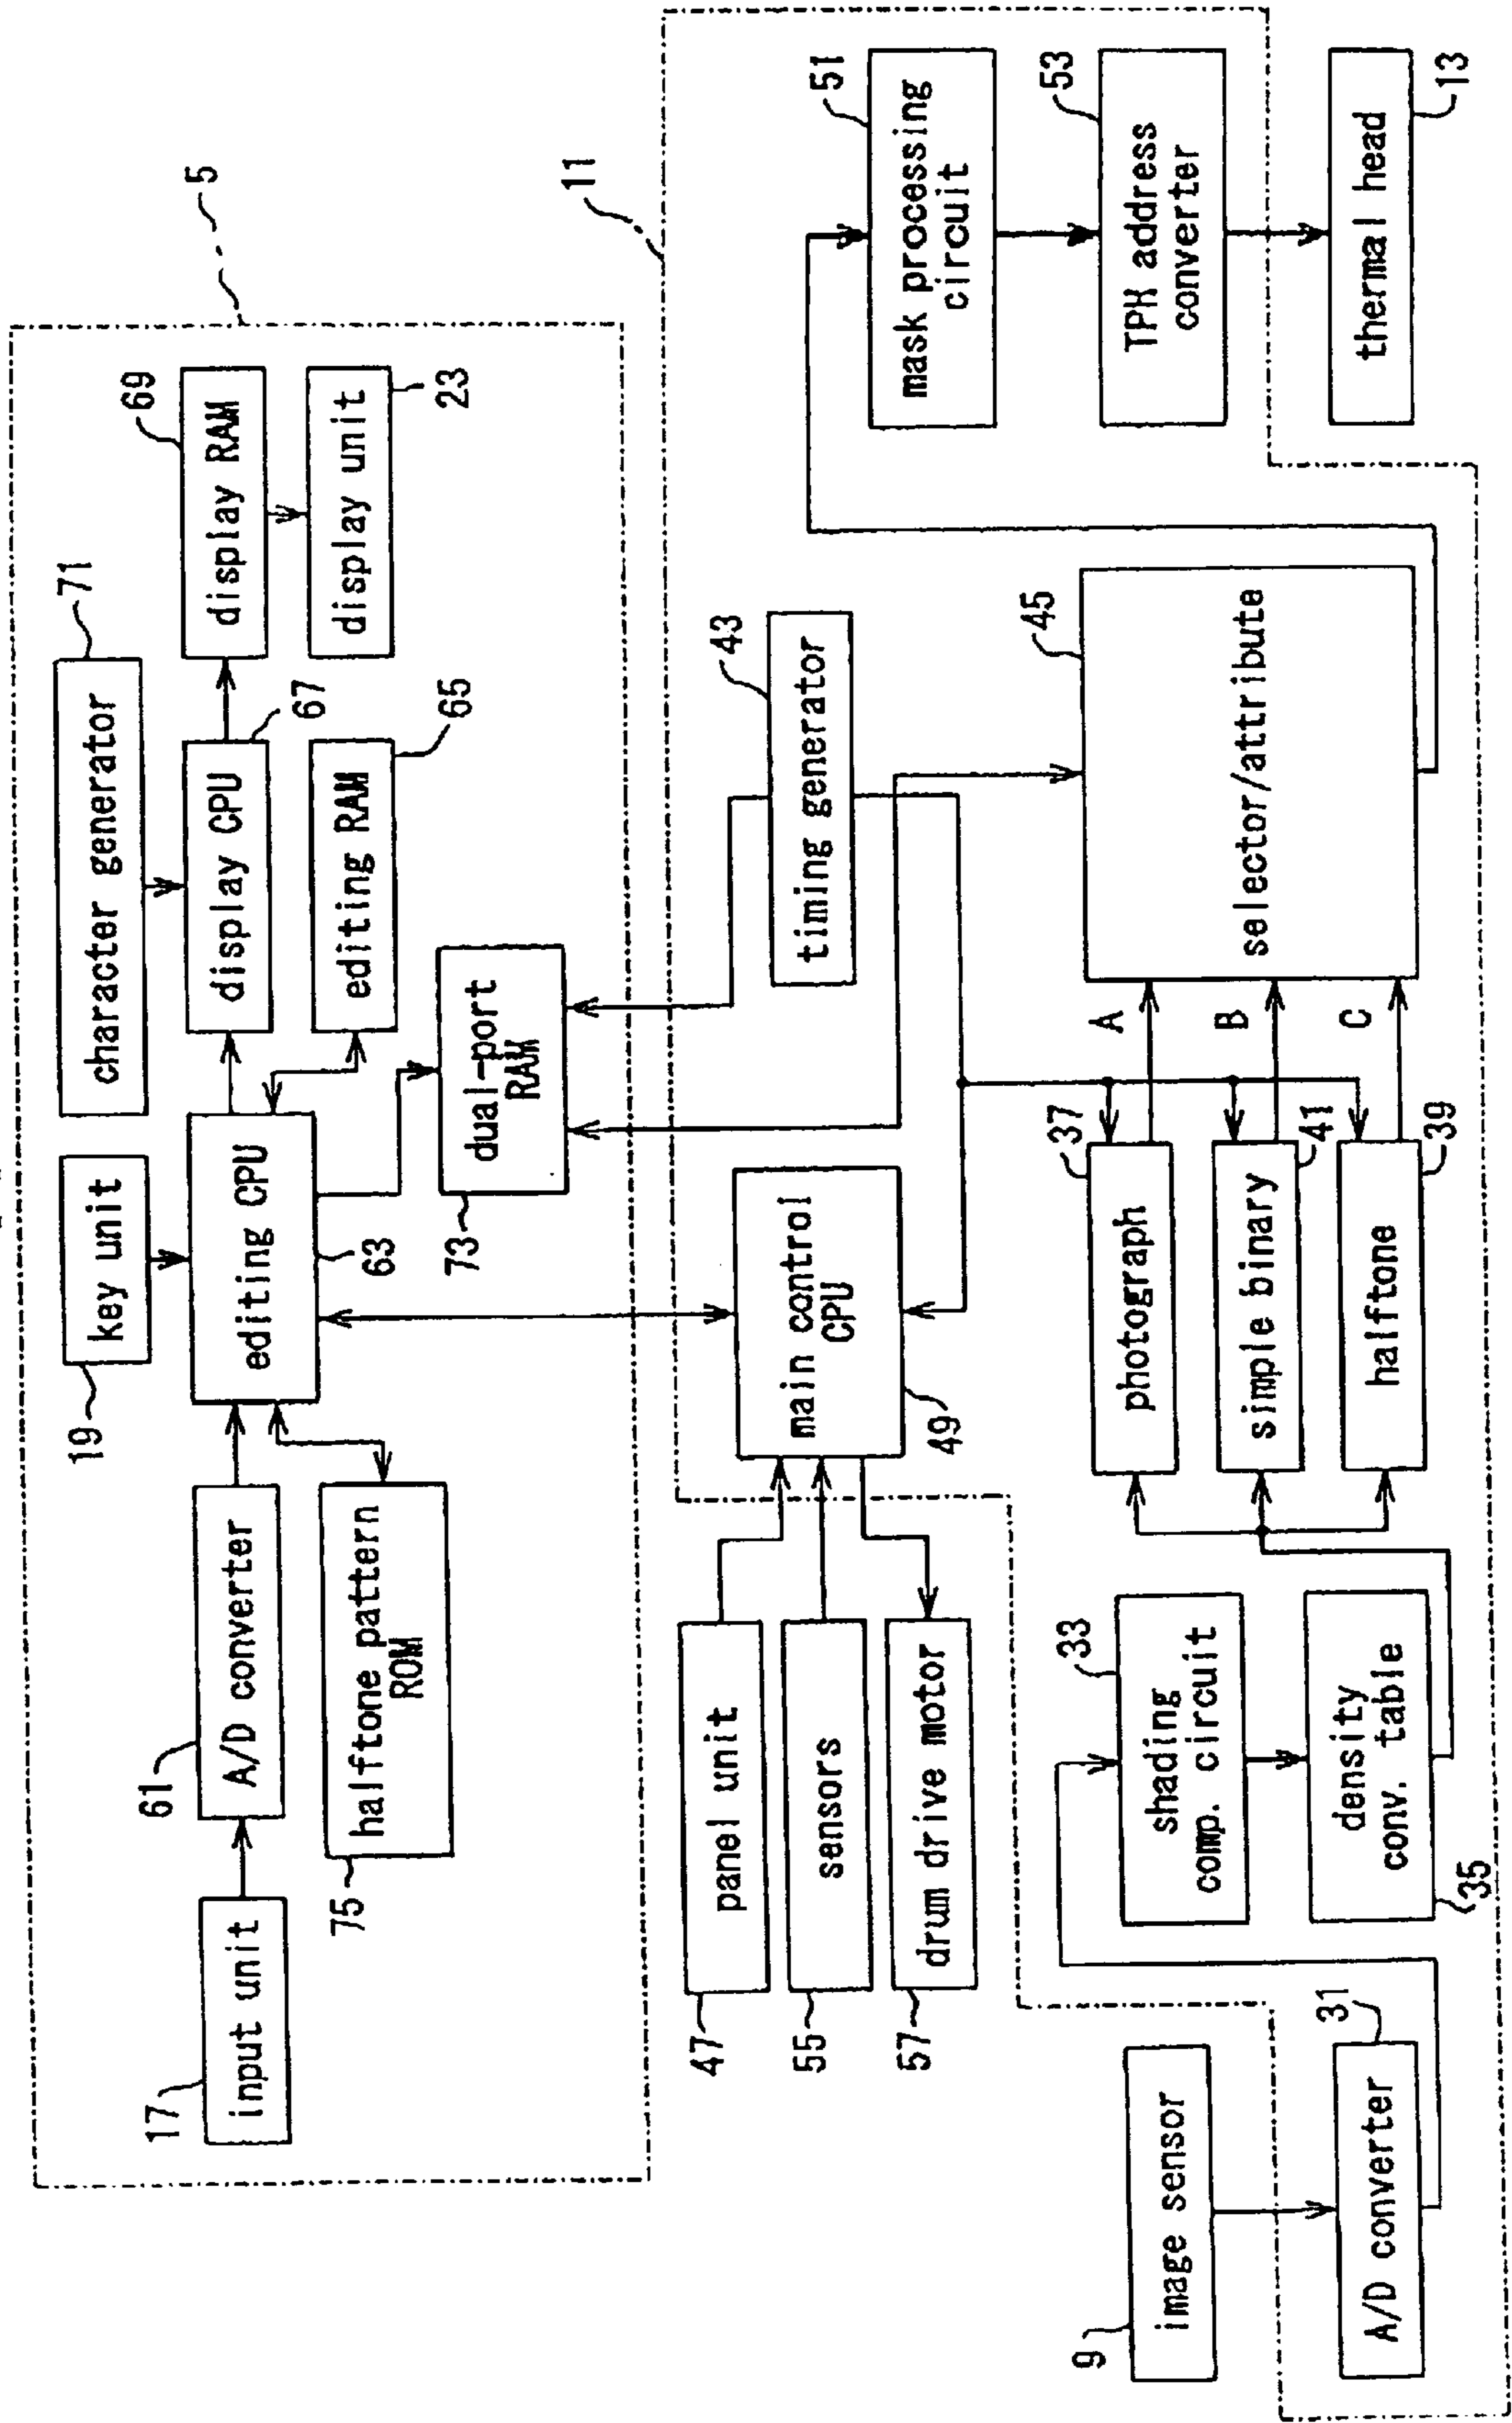 5
71
character generator
69
display RAM
19
key unit
67
display CPU
display unit
23
61
A/D converter
editing CPU
63
editing RAM
65
17
input unit
75
halftone pattern
ROM
73
dual-port
RAM
11
47
panel unit
55
sensors
57
drum drive motor
main control
CPU
49
43
timing generator
51
mask processing
circuit
53
TPH address
converter
thermal head
13
9
image sensor
31
A/D converter
33
shading
comp. circuit
density
conv. table
35
37
photograph
A
simple binary
41
B
halftone
39
C
45
selector/attribute